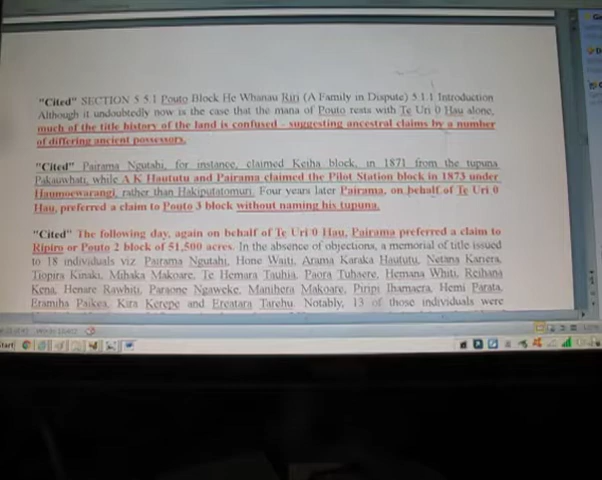 "Cited" SECTION 5 5.1 Pouto Block He Whanau Riri (A Family in Dispute) 5.1.1 Introduction
Although it undoubtedly now is the case that the mana of Pouto rests with Te Uri 0 Hau alone,
much of the title history of the land is confused - suggesting ancestral claims by a number
of differing ancient possessors.
"Cited" Pairama Ngutahi, for instance, claimed Keiha block, in 1871 from the tupuna
Pakauwhati, while A K Haututu and Pairama claimed the Pilot Station block in 1873 under
Haumoewarangi, rather than Hakiputatomuri. Four years later Pairama, on behalf of Te Uri 0
Hau, preferred a claim to Pouto 3 block without naming his tupuna.
"Cited" The following day, again on behalf of Te Uri 0 Hau, Pairama preferred a claim to
Ripiro or Pouto 2 block of 51,500 acres. In the absence of objections, a memorial of title issued
to 18 individuals viz Pairama Ngutahi, Hone Waiti, Arama Karaka Haututu, Netana Kariera,
Tiopira Kinaki, Mihaka Makoare, Te Hemara Tauhia, Paora Tuhaere, Hemana Whiti, Reihana
Kena, Henare Rawhiti, Paraone Ngaweke, Manihera Makoare, Piripi Ihamaera, Hemi Parata,
Eramiha Paikea, Kira Kerepe and Ereatara Tarehu. Notably, 13 of those individuals were